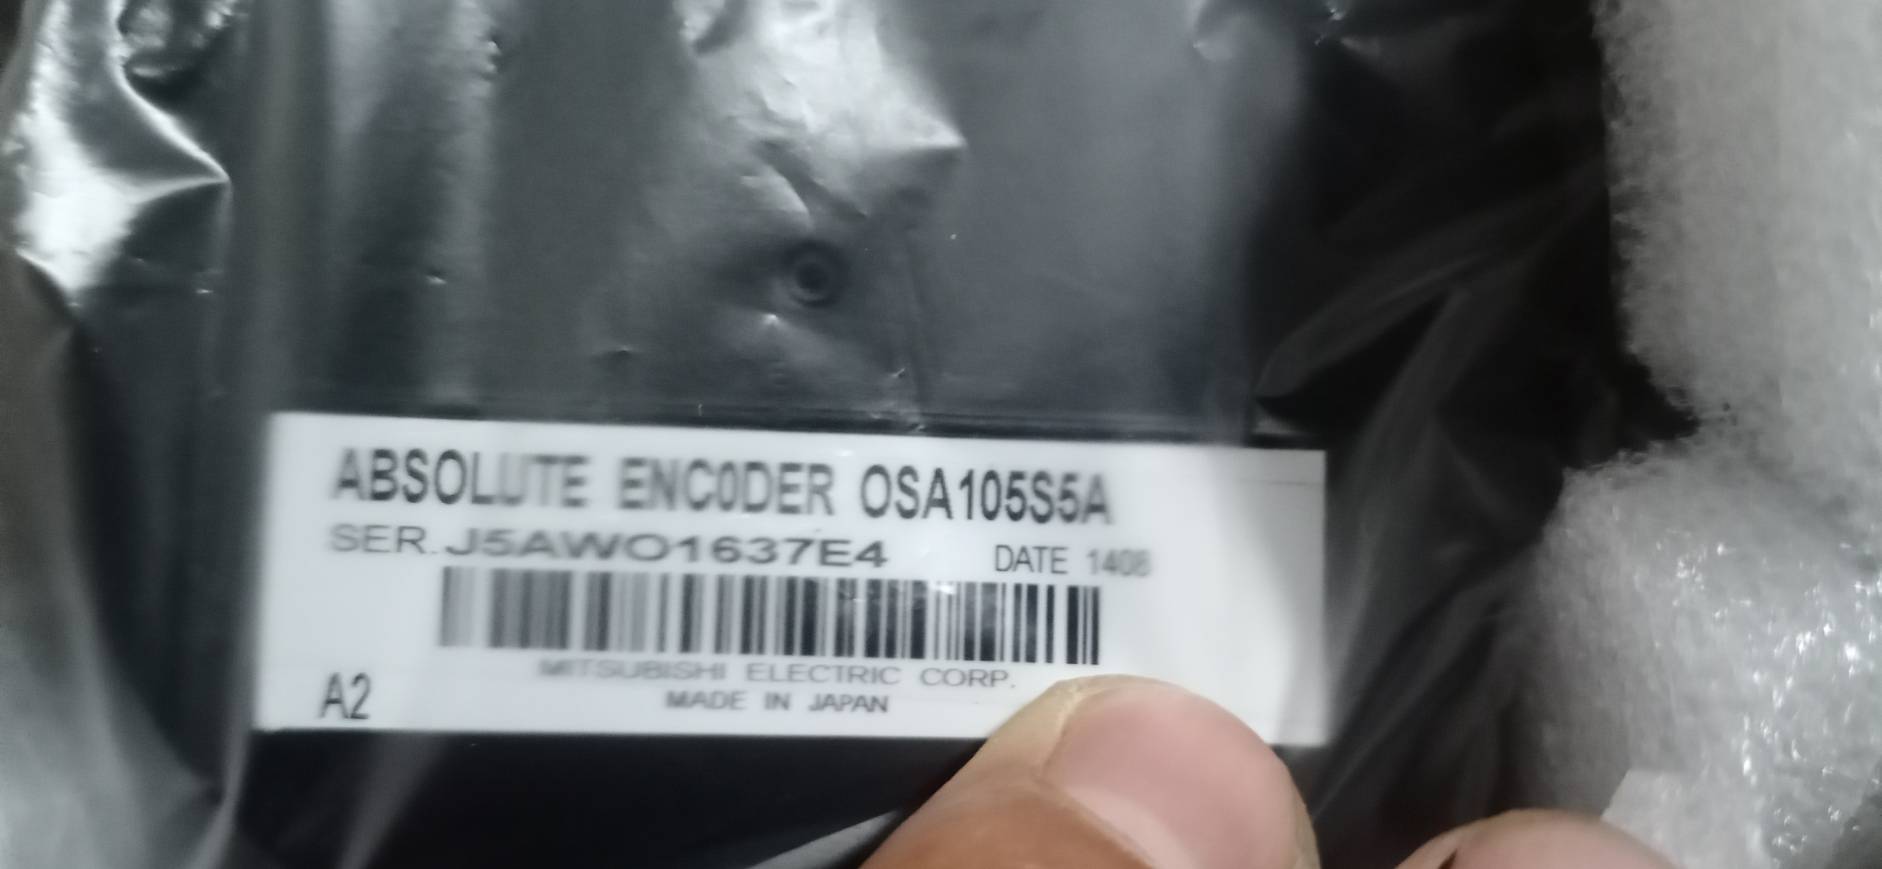 ABSOLUTE ENC0DER OSA105S5A
SER.J5AWO1637E4 DATE 1408
MITSUBISHI ELECTRIC CORP.
A2 MADE IN JAPAN